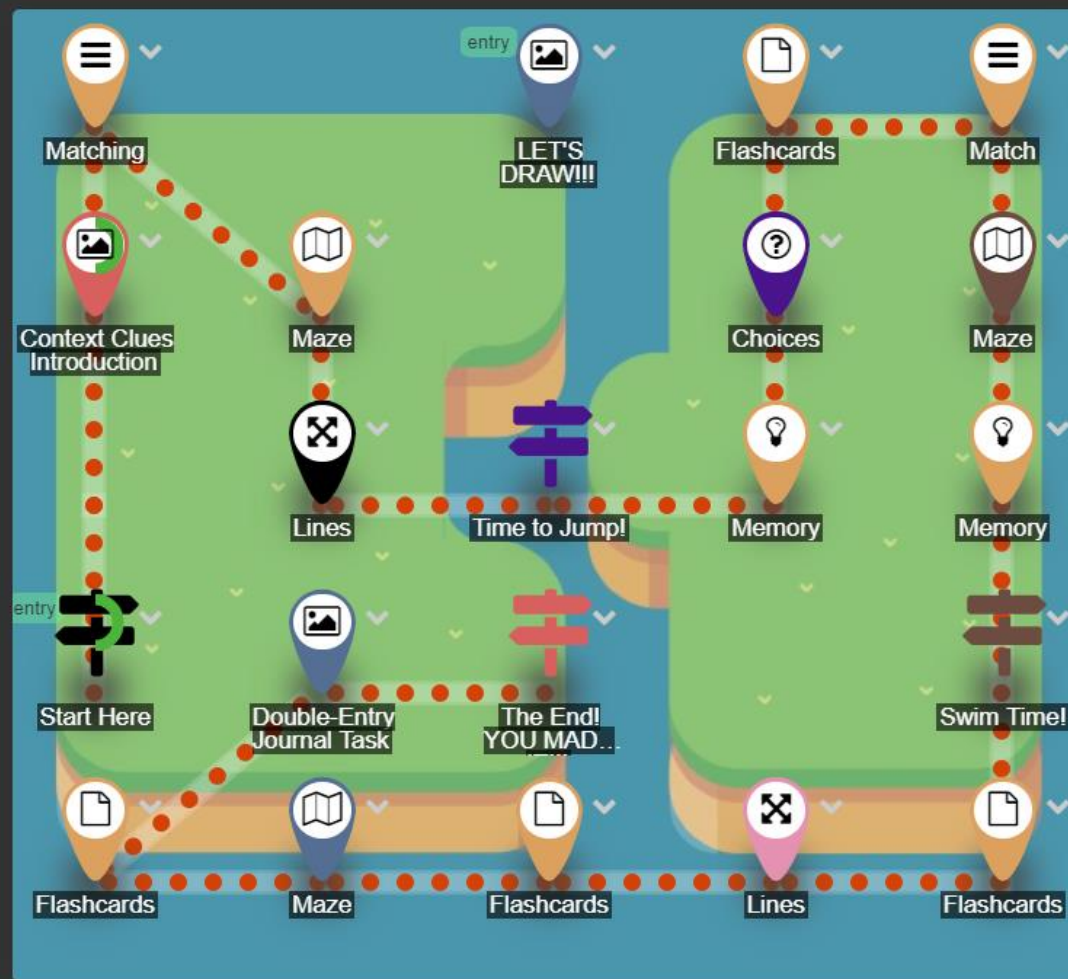 entry
Matching
LET'S
DRAW!!!
Flashcards
Match
Context Clues
Introduction
Maze
Choices
Maze
Lines
Time to Jump!
Memory
Memory
entry
Start Here
Double-Entry
Journal Task
The End!
YOU MAD...
Swim Time!
Flashcards
Maze
Flashcards
Lines
Flashcards